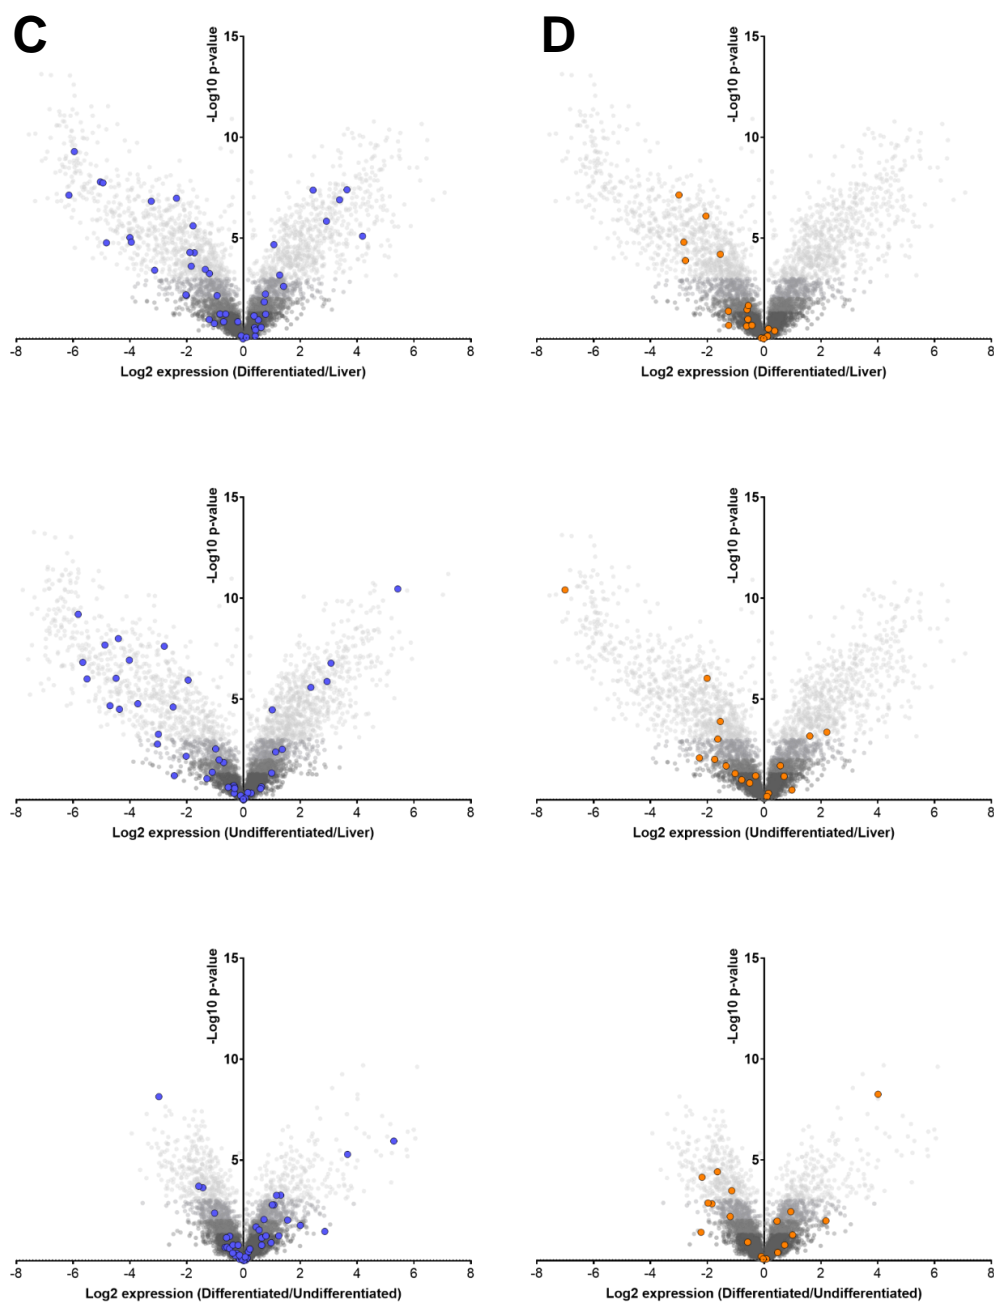 C
D
-Log10 p-value
15
10
5
-8 -6 -4 -2 0 2 4 6 8
Log2 expression (Differentiated/Liver)
-Log10 p-value
15
10
5
-8 -6 -4 -2 0 2 4 6 8
Log2 expression (Differentiated/Liver)
-Log10 p-value
15
10
5
-8 -6 -4 -2 0 2 4 6 8
Log2 expression (Undifferentiated/Liver)
-Log10 p-value
15
10
5
-8 -6 -4 -2 0 2 4 6 8
Log2 expression (Undifferentiated/Liver)
-Log10 p-value
15
10
5
-8 -6 -4 -2 0 2 4 6 8
Log2 expression (Differentiated/Undifferentiated)
-Log10 p-value
15
10
5
-8 -6 -4 -2 0 2 4 6 8
Log2 expression (Differentiated/Undifferentiated)